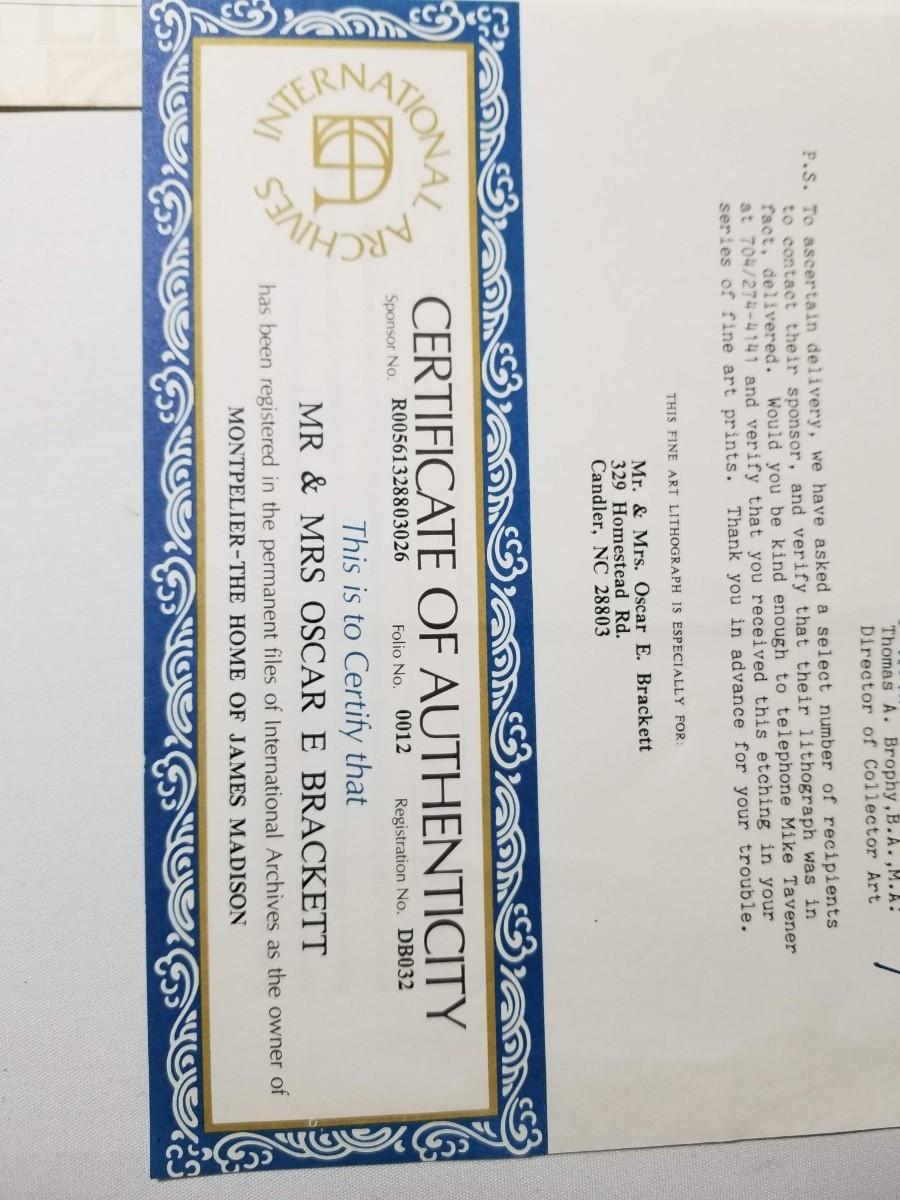 Thomas A. Brophy,B.A.,M.A.
Director of Collector Art
P.S. To ascertain delivery, we have asked a select number of recipients
to contact their sponsor, and verify that their lithograph was in
fact, delivered. Would you be kind enough to telephone Mike Tavener
at 704/274-4141 and verify that you received this etching in your
series of fine art prints. Thank you in advance for your trouble.
THIS FINE ART LITHOGRAPH IS ESPECIALLY FOR:
Mr. & Mrs. Oscar E. Brackett
329 Homestead Rd.
Candler, NC 28803
INTERNATIONAL ARCHIVES
IA
CERTIFICATE OF AUTHENTICITY
Sponsor No. R00561328803026 Folio No. 0012 Registration No. DB032
This is to Certify that
MR & MRS OSCAR E BRACKETT
has been registered in the permanent files of International Archives as the owner of
MONTPELIER-THE HOME OF JAMES MADISON